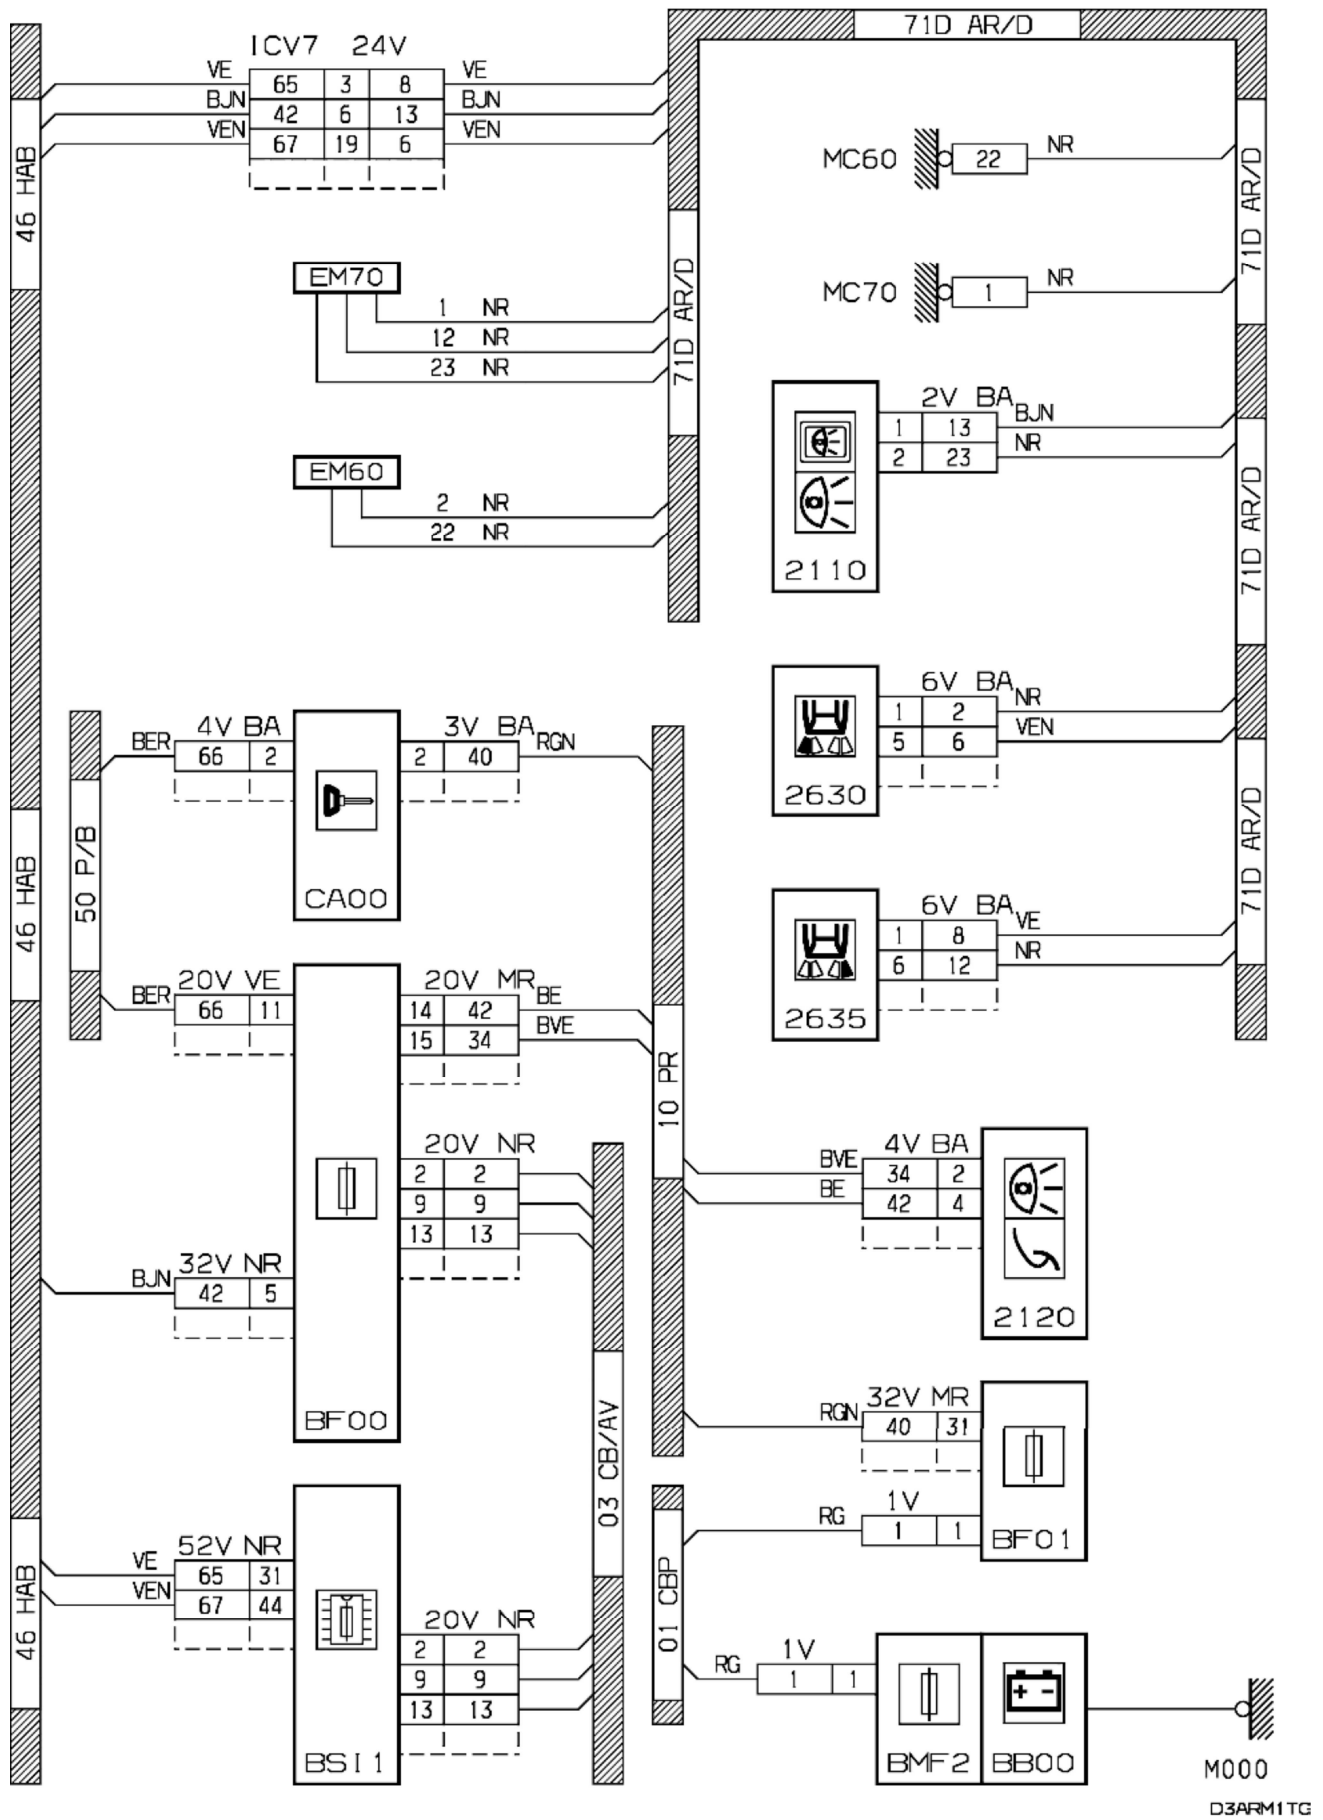 71D AR/D
ICV7 24V
VE 65 3 8 VE
BJN 42 6 13 BJN
VEN 67 19 6 VEN
46 HAB
MC60 22 NR
71D AR/D
EM70
1 NR
12 NR
23 NR
71D AR/D
MC70 1 NR
EM60
2 NR
22 NR
2V BA
1 13 BJN
2 23 NR
2110
71D AR/D
4V BA
BER 66 2
3V BA
2 40 RGN
CA00
50 P/B
46 HAB
6V BA
1 2 NR
5 6 VEN
2630
71D AR/D
6V BA
1 8 VE
6 12 NR
2635
20V VE
BER 66 11
20V MR
14 42 BE
15 34 BVE
10 PR
20V NR
2 2
9 9
13 13
32V NR
BJN 42 5
BF00
4V BA
BVE 34 2
BE 42 4
2120
03 CB/AV
32V MR
RGN 40 31
1V
RG 1 1
BF01
46 HAB
52V NR
VE 65 31
VEN 67 44
20V NR
2 2
9 9
13 13
BSI1
01 CBP
1V
RG 1 1
BMF2
BB00
M000
D3ARM1TG